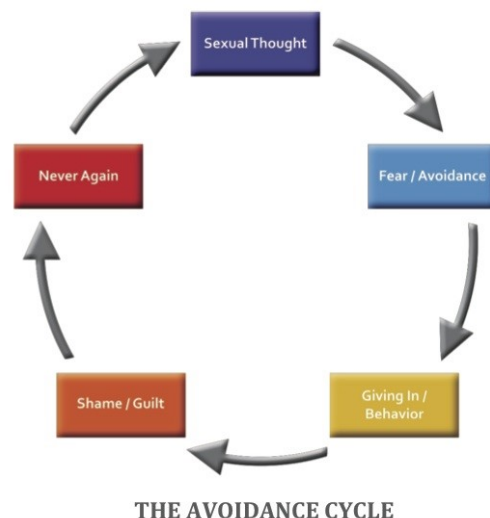 Sexual Thought
Fear / Avoidance
Giving In /
Behavior
Shame / Guilt
Never Again
THE AVOIDANCE CYCLE